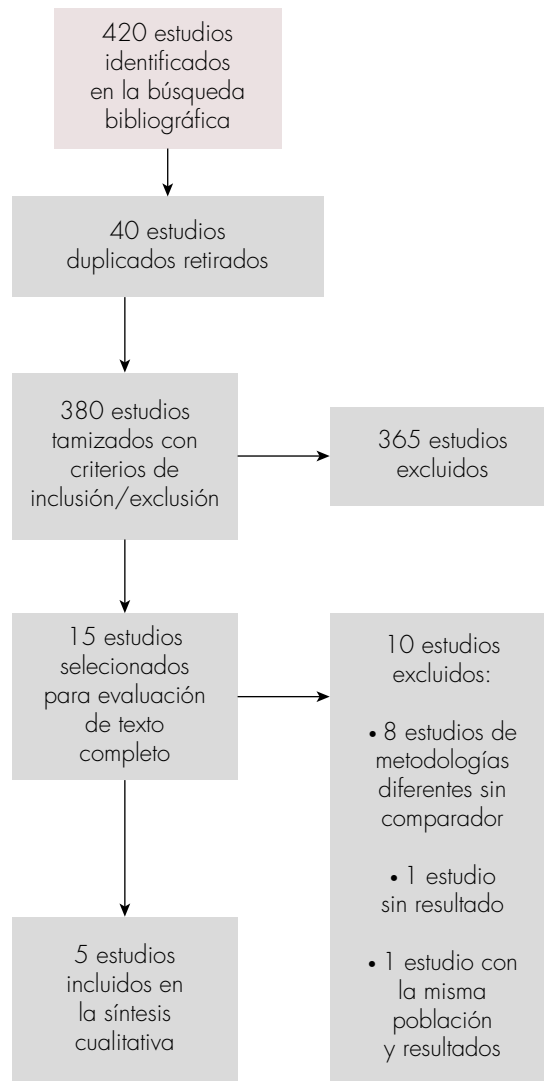 420 estudios
identificados
en la búsqueda
bibliográfica
40 estudios
duplicados retirados
380 estudios
tamizados con
criterios de
inclusión/exclusión
365 estudios
excluidos
15 estudios
selecionados
para evaluación
de texto
completo
10 estudios
excluidos:
• 8 estudios de
metodologías
diferentes sin
comparador
• 1 estudio
sin resultado
• 1 estudio con
la misma
población
y resultados
5 estudios
incluidos en
la síntesis
cualitativa